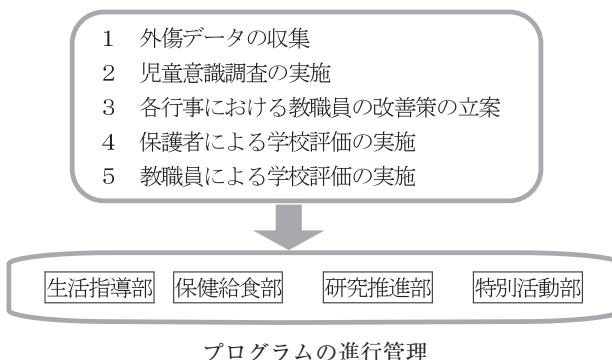 1 外傷データの収集
2 児童意識調査の実施
3 各行事における教職員の改善策の立案
4 保護者による学校評価の実施
5 教職員による学校評価の実施
生活指導部 保健給食部 研究推進部 特別活動部
プログラムの進行管理